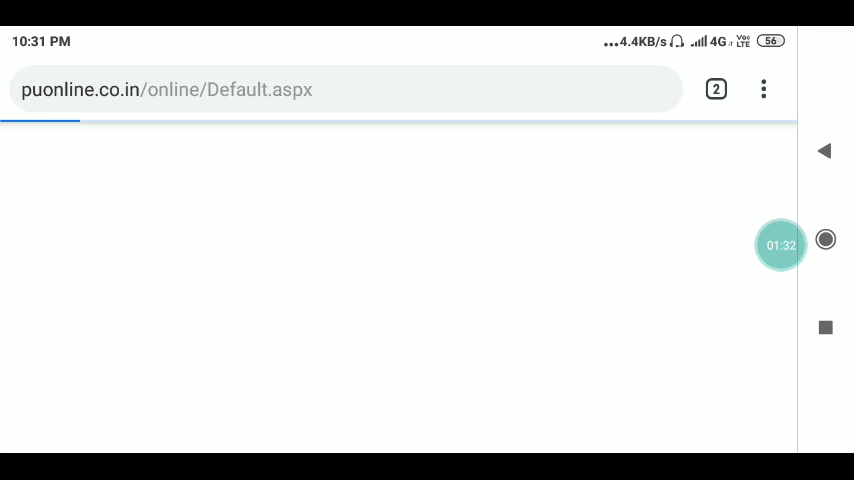 10:31 PM
...4.4KB/s 4G Vo LTE 56
puonline.co.in/online/Default.aspx
2
01:32